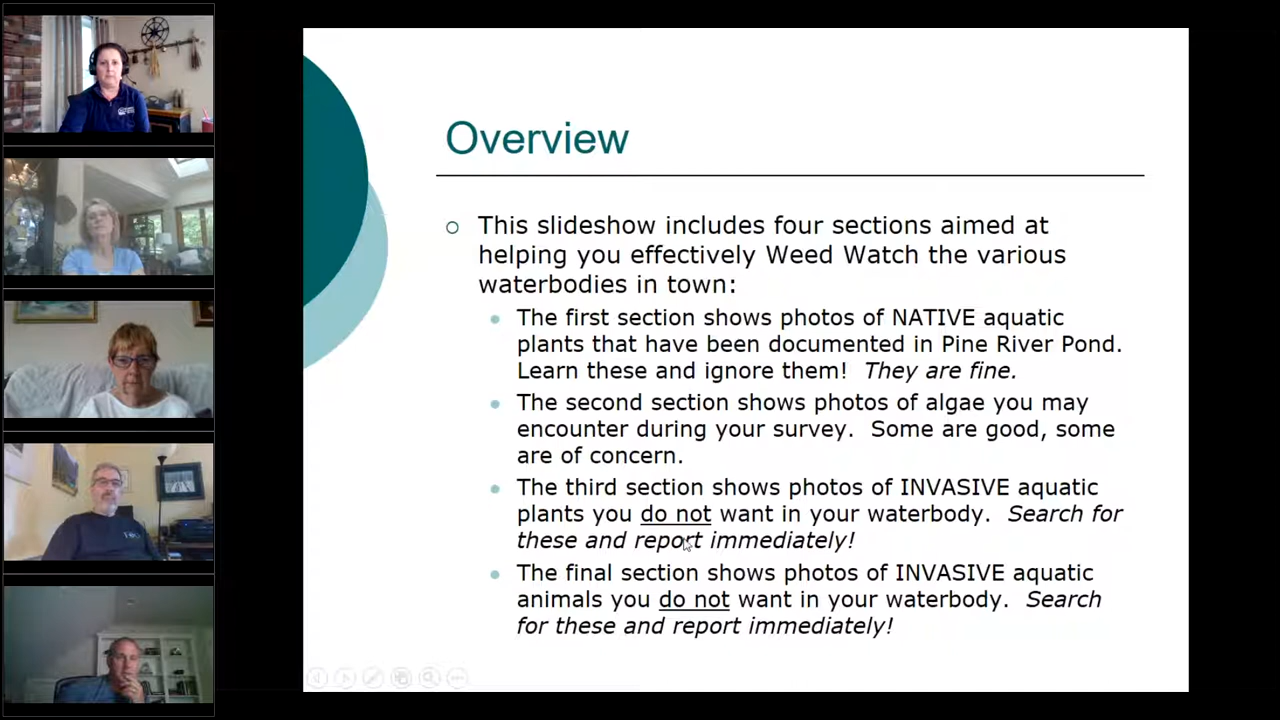 Overview
This slideshow includes four sections aimed at
helping you effectively Weed Watch the various
waterbodies in town:
The first section shows photos of NATIVE aquatic
plants that have been documented in Pine River Pond.
Learn these and ignore them! They are fine.
The second section shows photos of algae you may
encounter during your survey. Some are good, some
are of concern.
The third section shows photos of INVASIVE aquatic
plants you do not want in your waterbody. Search for
these and report immediately!
The final section shows photos of INVASIVE aquatic
animals you do not want in your waterbody. Search
for these and report immediately!